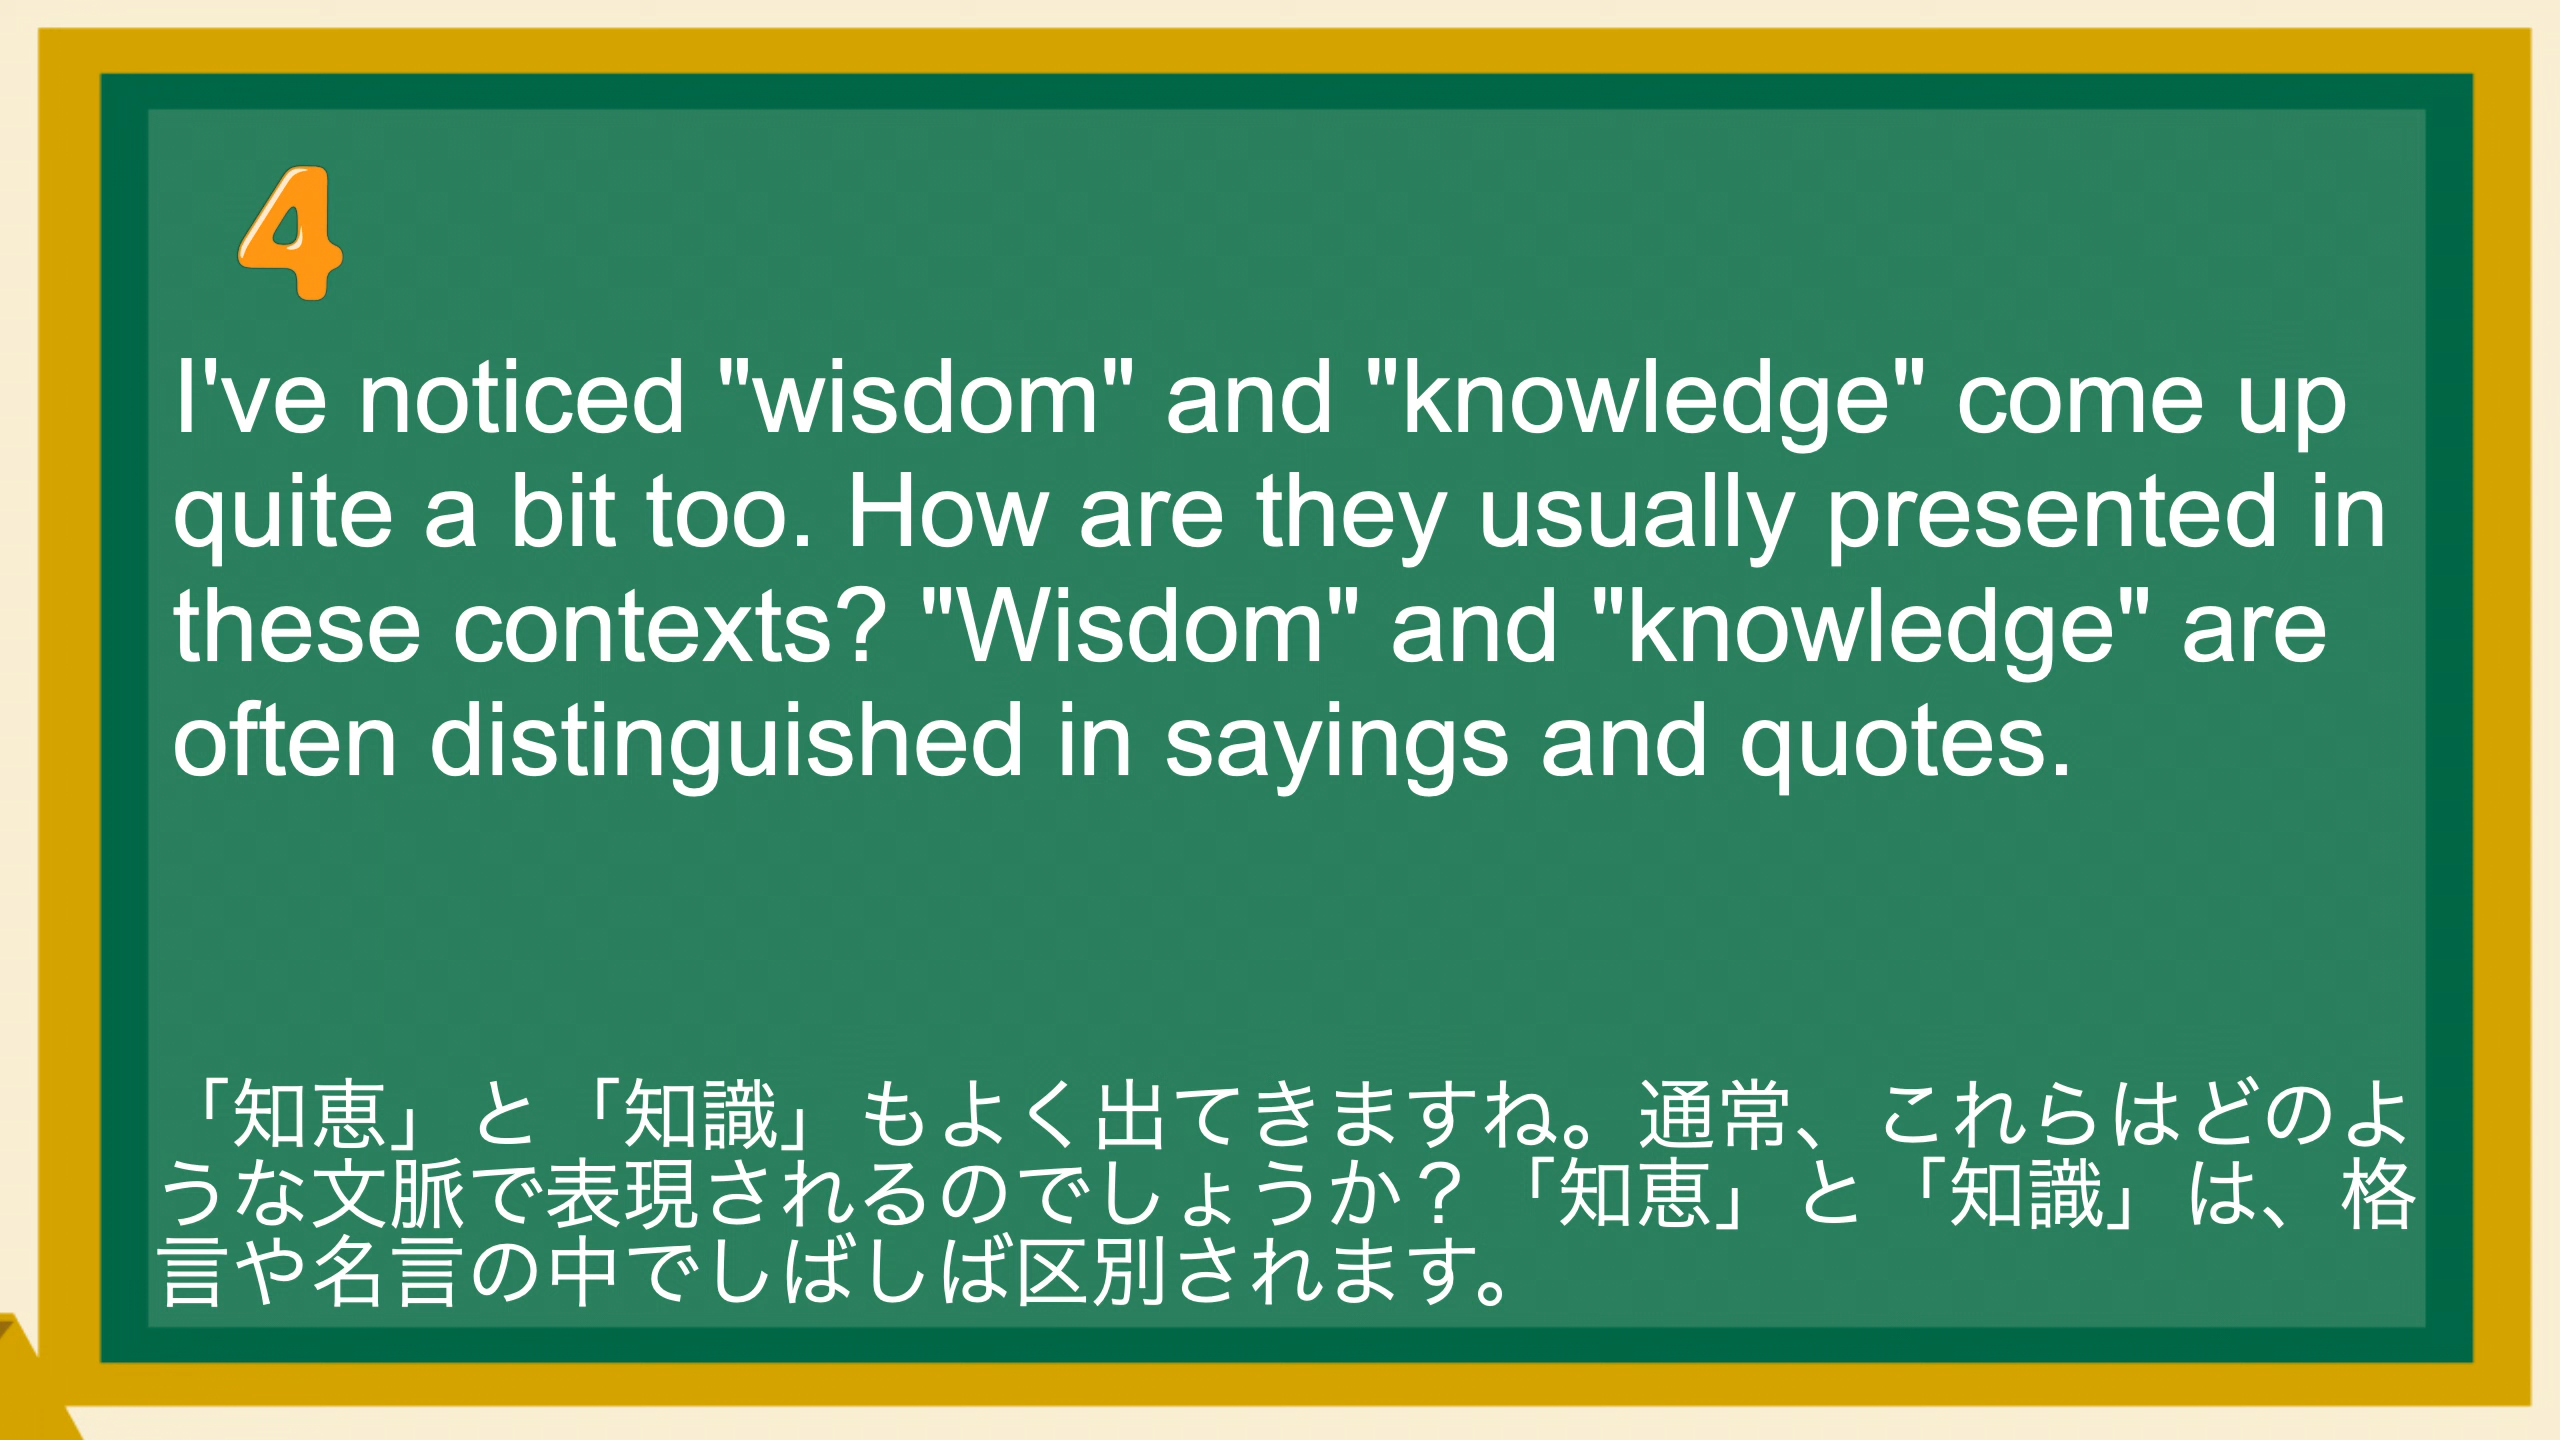 4
I've noticed "wisdom" and "knowledge" come up
quite a bit too. How are they usually presented in
these contexts? "Wisdom" and "knowledge" are
often distinguished in sayings and quotes.
「知恵」と「知識」もよく出てきますね。通常、これらはどのよ
うな文脈で表現されるのでしょうか？「知恵」と「知識」は、格
言や名言の中でしばしば区別されます。